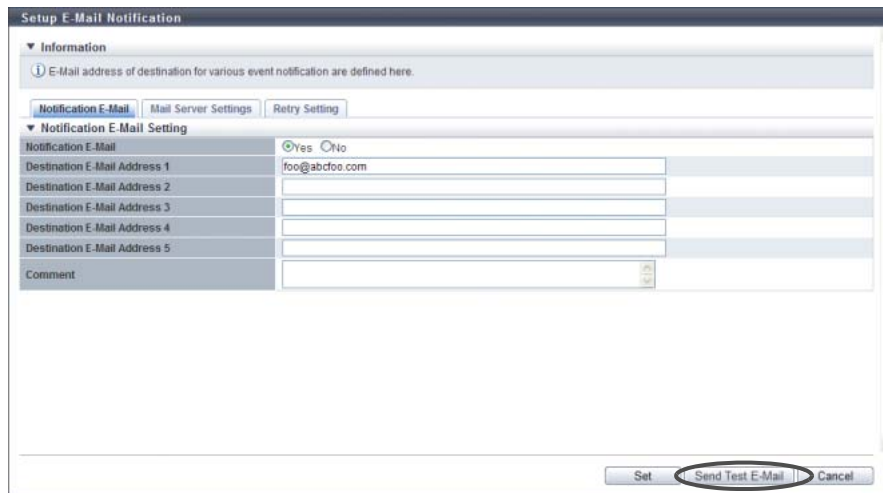 Setup E-Mail Notification
▼ Information
E-Mail address of destination for various event notification are defined here.
Notification E-Mail Mail Server Settings Retry Setting
▼ Notification E-Mail Setting
Notification E-Mail Yes No
Destination E-Mail Address 1 foo@abcfoo.com
Destination E-Mail Address 2
Destination E-Mail Address 3
Destination E-Mail Address 4
Destination E-Mail Address 5
Comment
Set Send Test E-Mail Cancel